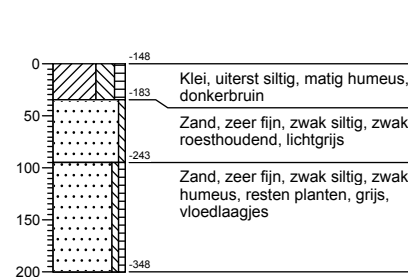 0
-148
Klei, uiterst siltig, matig humeus,
donkerbruin
-183
50
Zand, zeer fijn, zwak siltig, zwak
roesthoudend, lichtgrijs
100
-243
Zand, zeer fijn, zwak siltig, zwak
humeus, resten planten, grijs,
vloedlaagjes
150
200
-348